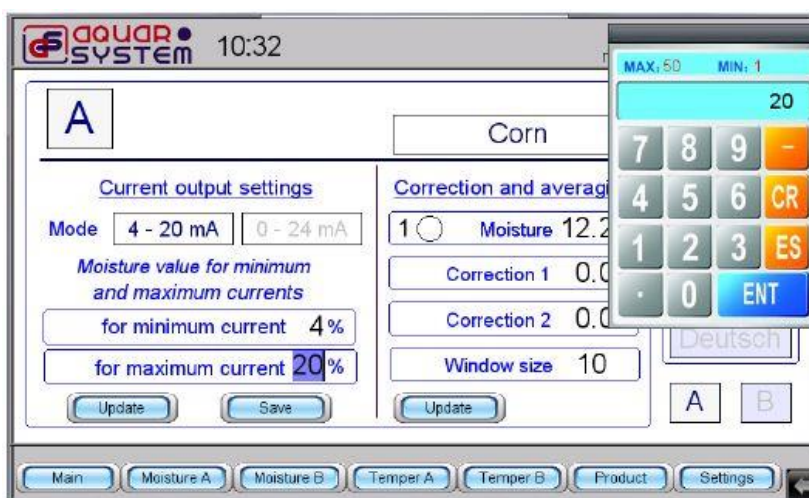 aquar
system
10:32
A
Corn
Current output settings
Mode 4 - 20 mA 0 - 24 mA
Moisture value for minimum
and maximum currents
for minimum current 4 %
for maximum current 20 %
Update Save
Correction and averagi
1 Moisture 12.2
Correction 1 0.0
Correction 2 0.0
Window size 10
Update
MAX: 50 MIN: 1
20
7 8 9 -
4 5 6 CR
1 2 3 ES
. 0 ENT
Deutsch
A B
Main Moisture A Moisture B Temper A Temper B Product Settings